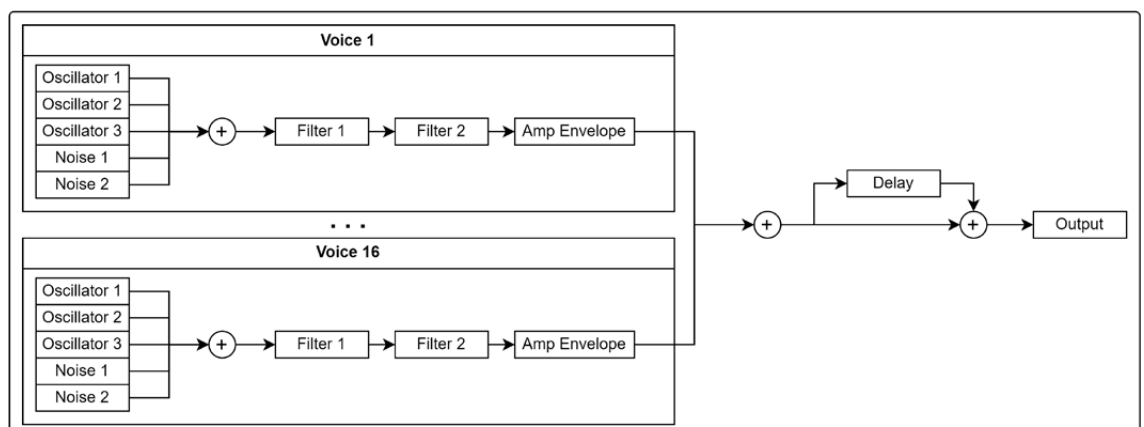 Voice 1
Oscillator 1
Oscillator 2
Oscillator 3
Noise 1
Noise 2
+
Filter 1
Filter 2
Amp Envelope
. . .
Voice 16
Oscillator 1
Oscillator 2
Oscillator 3
Noise 1
Noise 2
+
Filter 1
Filter 2
Amp Envelope
+
Delay
+
Output